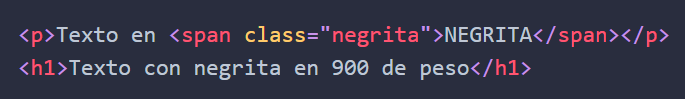 <p>Texto en <span class="negrita">NEGRITA</span></p>
<h1>Texto con negrita en 900 de peso</h1>